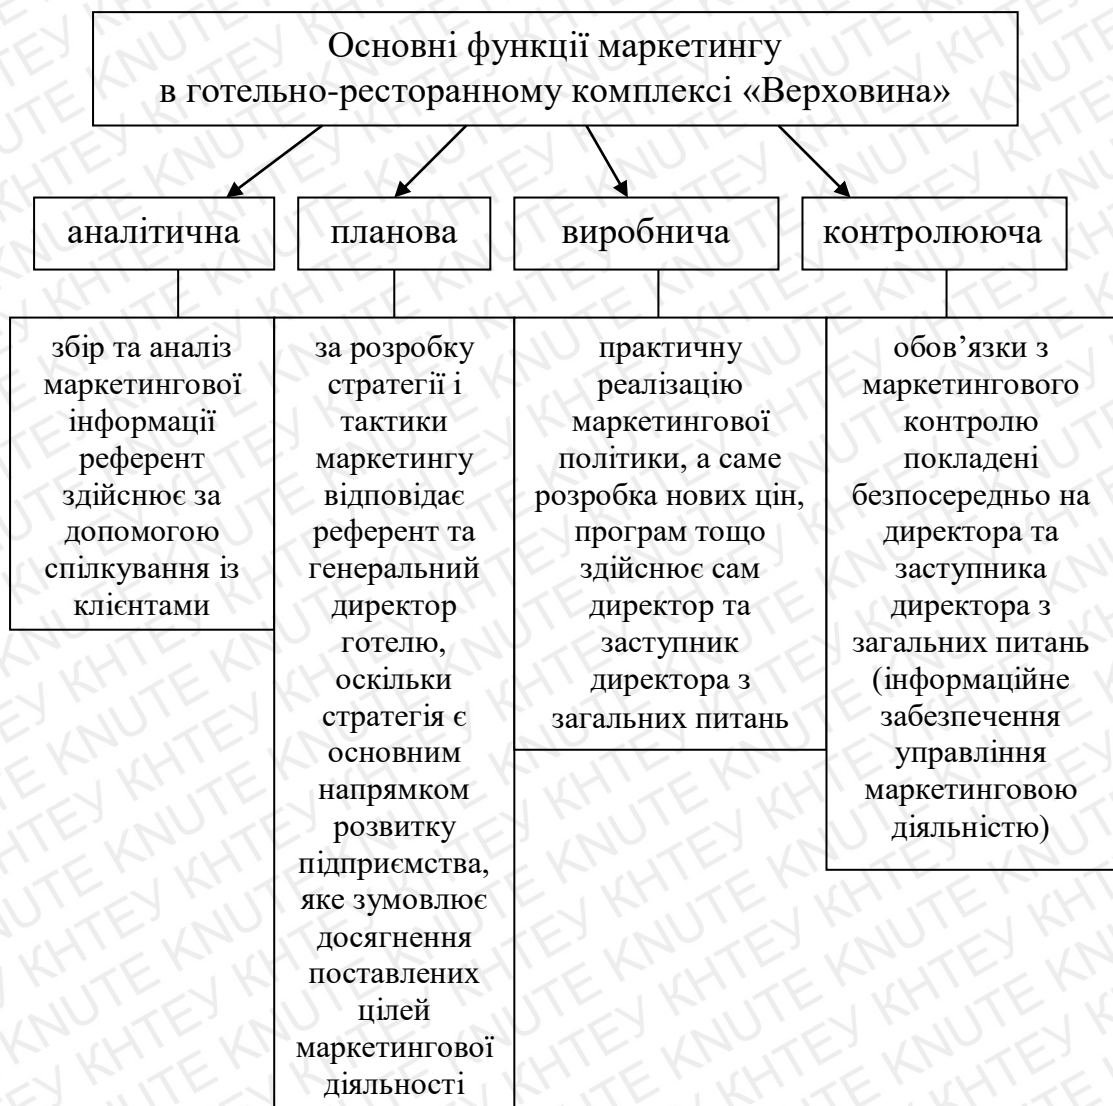 Основні функції маркетингу
в готельно-ресторанному комплексі «Верховина»
аналітична
планова
виробнича
контролююча
збір та аналіз
маркетингової
інформації
референт
здійснює за
допомогою
спілкування із
клієнтами
за розробку
стратегії і
тактики
маркетингу
відповідає
референт та
генеральний
директор
готелю,
оскільки
стратегія є
основним
напрямком
розвитку
підприємства,
яке зумовлює
досягнення
поставлених
цілей
маркетингової
діяльності
практичну
реалізацію
маркетингової
політики, а саме
розробка нових цін,
програм тощо
здійснює сам
директор та
заступник
директора з
загальних питань
обов’язки з
маркетингового
контролю
покладені
безпосередньо на
директора та
заступника
директора з
загальних питань
(інформаційне
забезпечення
управління
маркетинговою
діяльністю)